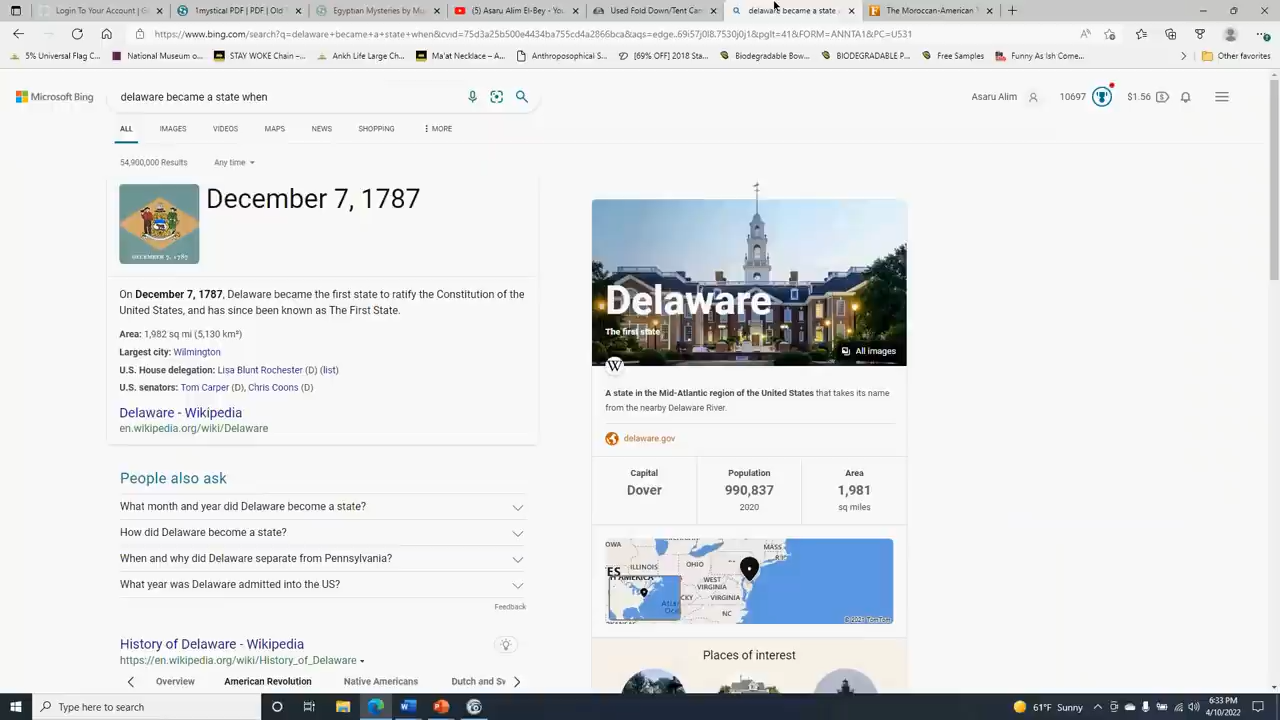 Login To Your Account | G
1mystical PDF | PDF | Old T
Egyptian Mysteries by Mu
(5) Asaru Alim El-Bey - You
Used Fold Down/Tent Cam
delaware became a state w
The Moroccan-American T
https://www.bing.com/search?q=delaware+became+a+state+when&cvid=75d3a25b500e4434ba755cd4a2866bca&aqs=edge..69i57j0l8.7530j0j1&pglt=41&FORM=ANNTA1&PC=U531
5% Universal Flag C...
National Museum o...
STAY WOKE Chain –...
Ankh Life Large Ch...
Ma'at Necklace – A...
Anthroposophical S...
[69% OFF] 2018 Sta...
Biodegradable Bow...
BIODEGRADABLE P...
Free Samples
Funny As Ish Come...
Other favorites
Microsoft Bing
delaware became a state when
Asaru Alim
10697
$1.56
ALL IMAGES VIDEOS MAPS NEWS SHOPPING MORE
54,900,000 Results Any time
December 7, 1787
DECEMBER 7, 1787
On December 7, 1787, Delaware became the first state to ratify the Constitution of the
United States, and has since been known as The First State.
Area: 1,982 sq mi (5,130 km²)
Largest city: Wilmington
U.S. House delegation: Lisa Blunt Rochester (D) (list)
U.S. senators: Tom Carper (D), Chris Coons (D)
Delaware - Wikipedia
en.wikipedia.org/wiki/Delaware
People also ask
What month and year did Delaware become a state?
How did Delaware become a state?
When and why did Delaware separate from Pennsylvania?
What year was Delaware admitted into the US?
Feedback
History of Delaware - Wikipedia
https://en.wikipedia.org/wiki/History_of_Delaware
Overview American Revolution Native Americans Dutch and Sw
Delaware
The first state
All images
W
A state in the Mid-Atlantic region of the United States that takes its name
from the nearby Delaware River.
delaware.gov
Capital Population Area
Dover 990,837 1,981
2020 sq miles
OWA
ILLINOIS
OHIO
MASS
WEST
VIRGINIA
VIRGINIA
NC
© 2021 TomTom
Places of interest
Type here to search
61°F Sunny
6:33 PM
4/10/2022